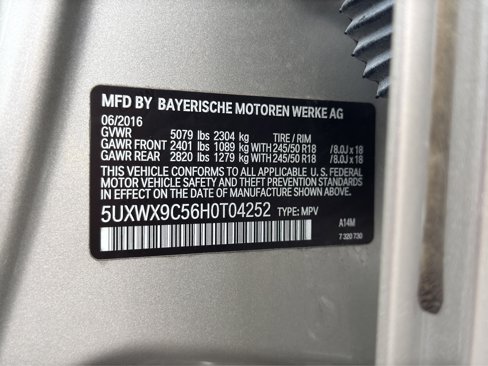 MFD BY BAYERISCHE MOTOREN WERKE AG
06/2016
GVWR 5079 lbs 2304 kg TIRE / RIM
GAWR FRONT 2401 lbs 1089 kg WITH 245/50 R18 /8.0J x 18
GAWR REAR 2820 lbs 1279 kg WITH 245/50 R18 /8.0J x 18
THIS VEHICLE CONFORMS TO ALL APPLICABLE U. S. FEDERAL
MOTOR VEHICLE SAFETY, BUMPER, AND THEFT PREVENTION STANDARDS
IN EFFECT ON THE DATE OF MANUFACTURE SHOWN ABOVE.
5UXWX9C56H0T04252 TYPE: MPV
A14M
7 320 730